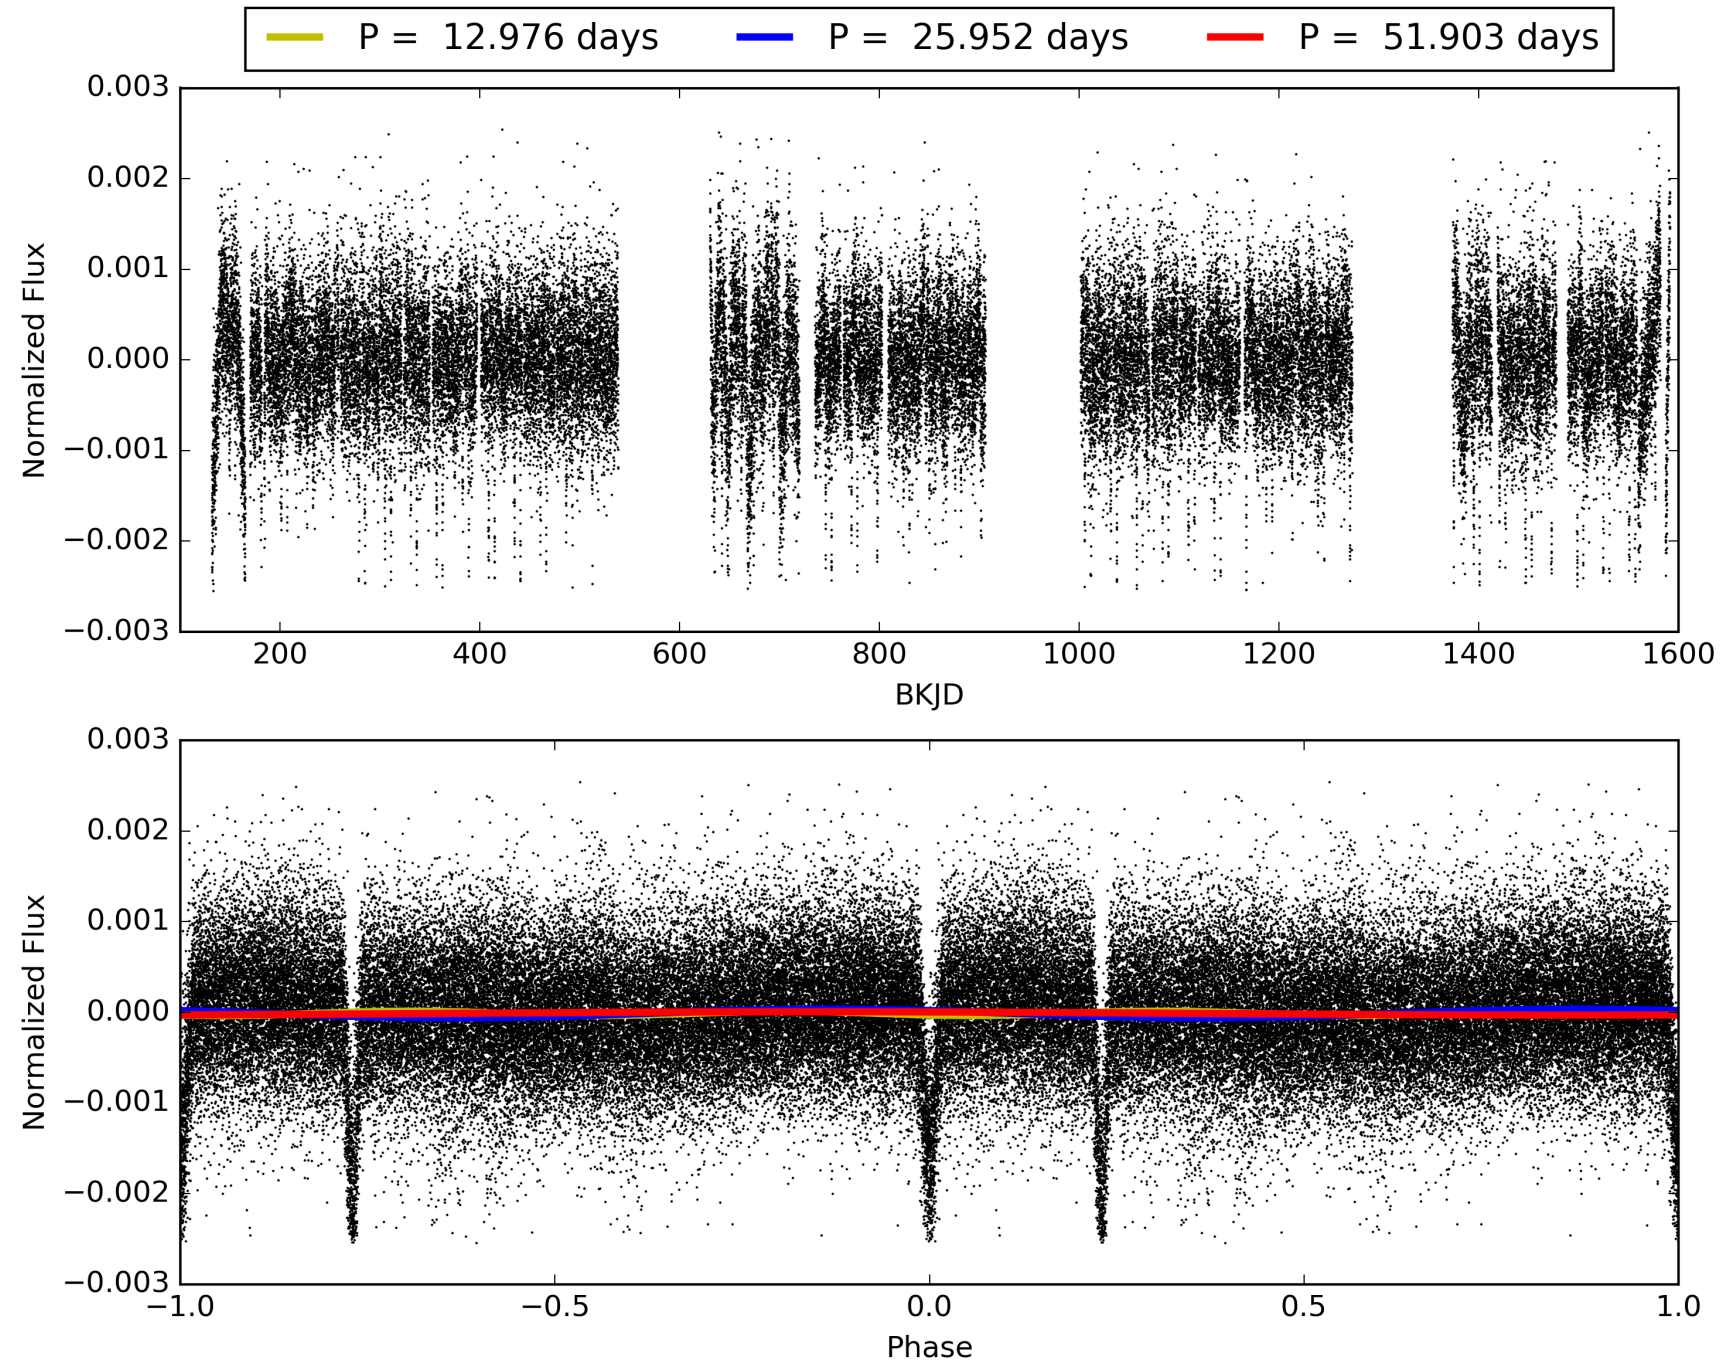 P = 12.976 days P = 25.952 days P = 51.903 days
0.003
0.002
0.001
0.000
−0.001
−0.002
−0.003
Normalized Flux
200 400 600 800 1000 1200 1400 1600
BKJD
0.003
0.002
0.001
0.000
−0.001
−0.002
−0.003
Normalized Flux
−1.0 −0.5 0.0 0.5 1.0
Phase